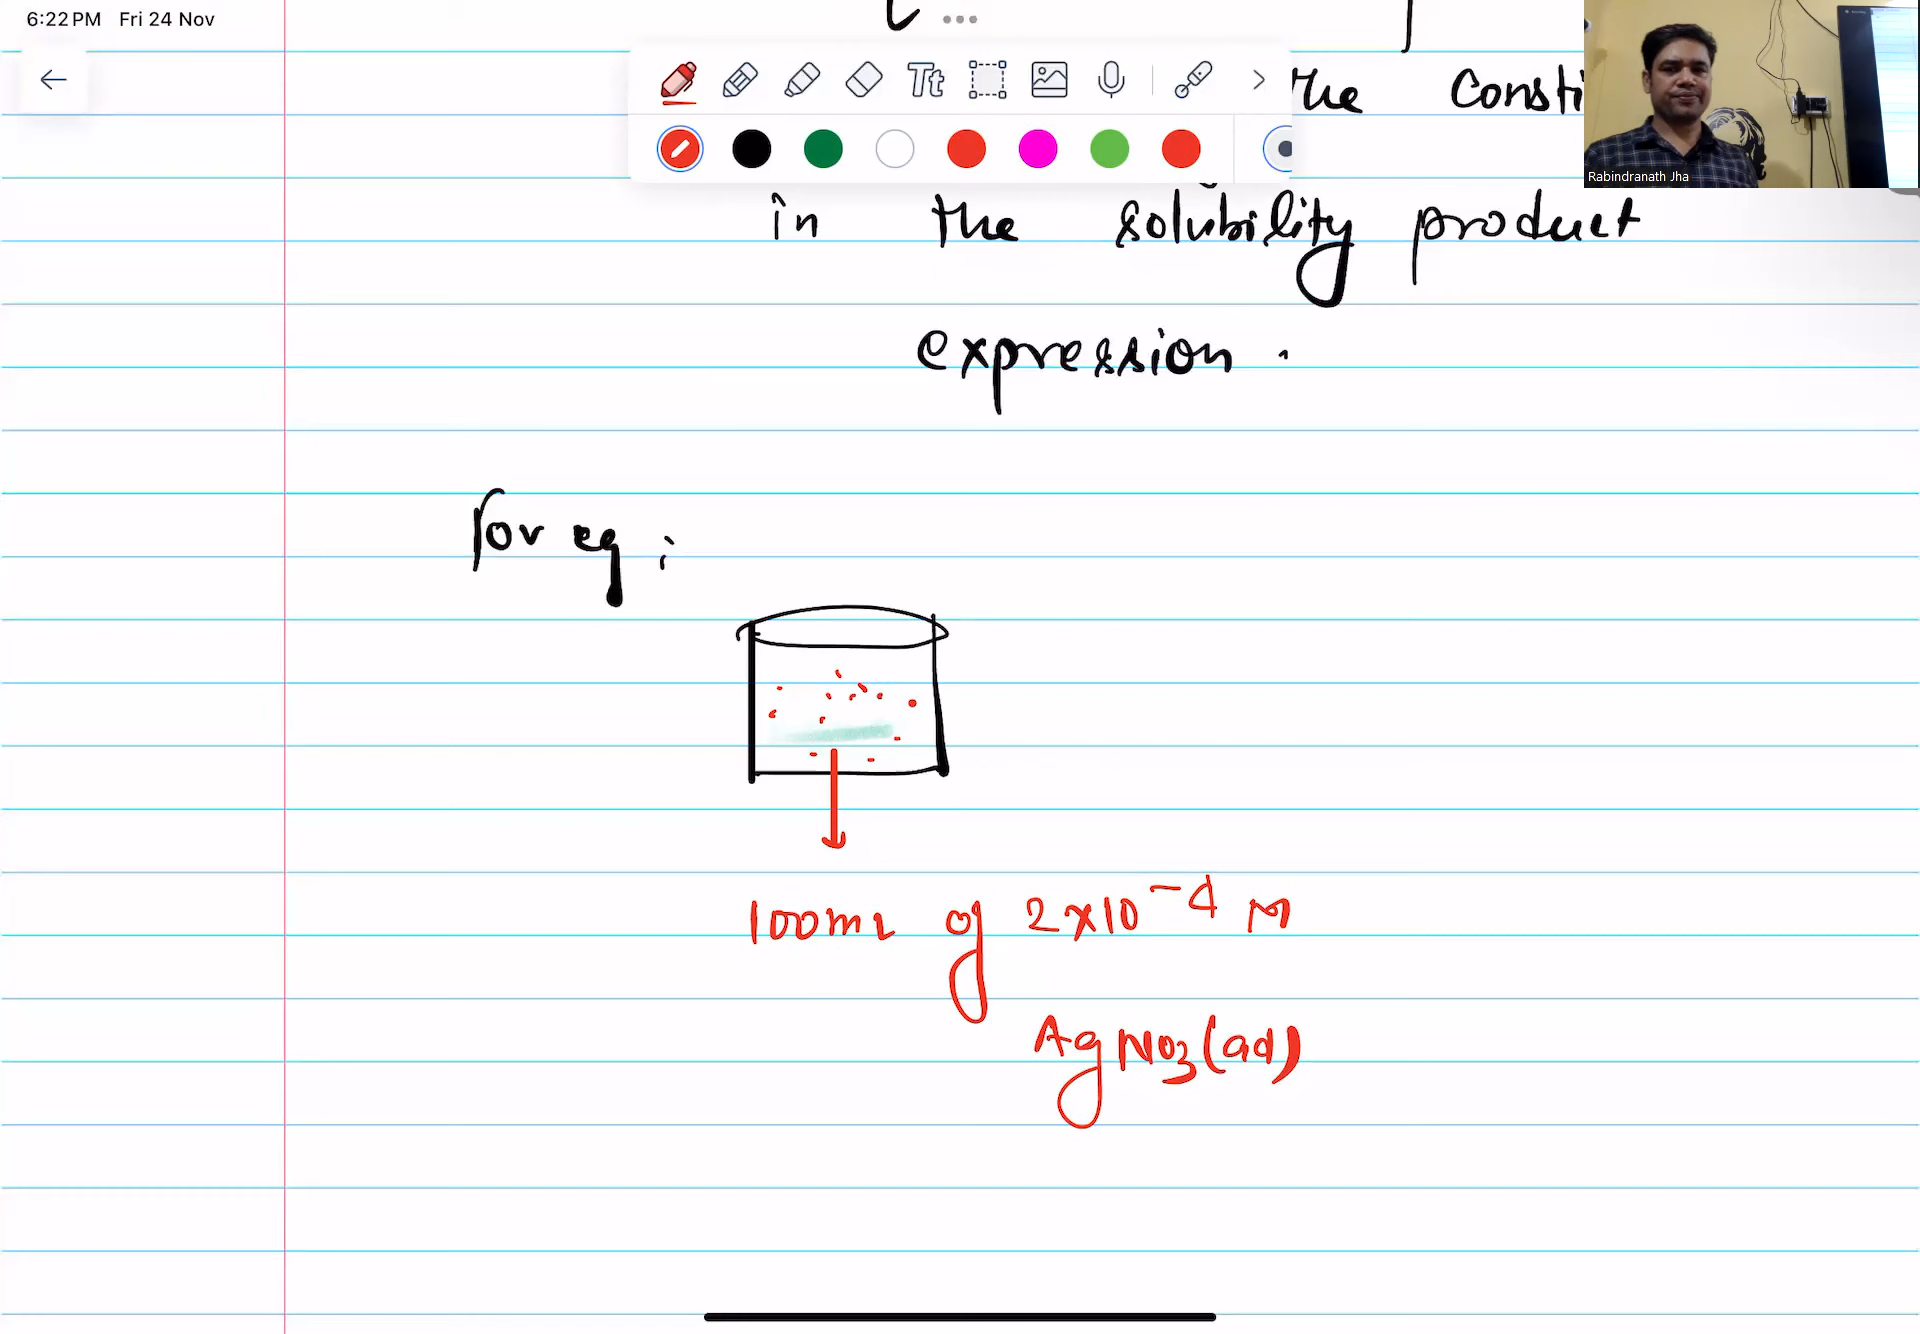 6:22 PM Fri 24 Nov
Tt
the consti
Rabindranath Jha
in the solubility product
expression.
for eg :
100mL of 2×10⁻⁴ M
AgNO₃(aq)